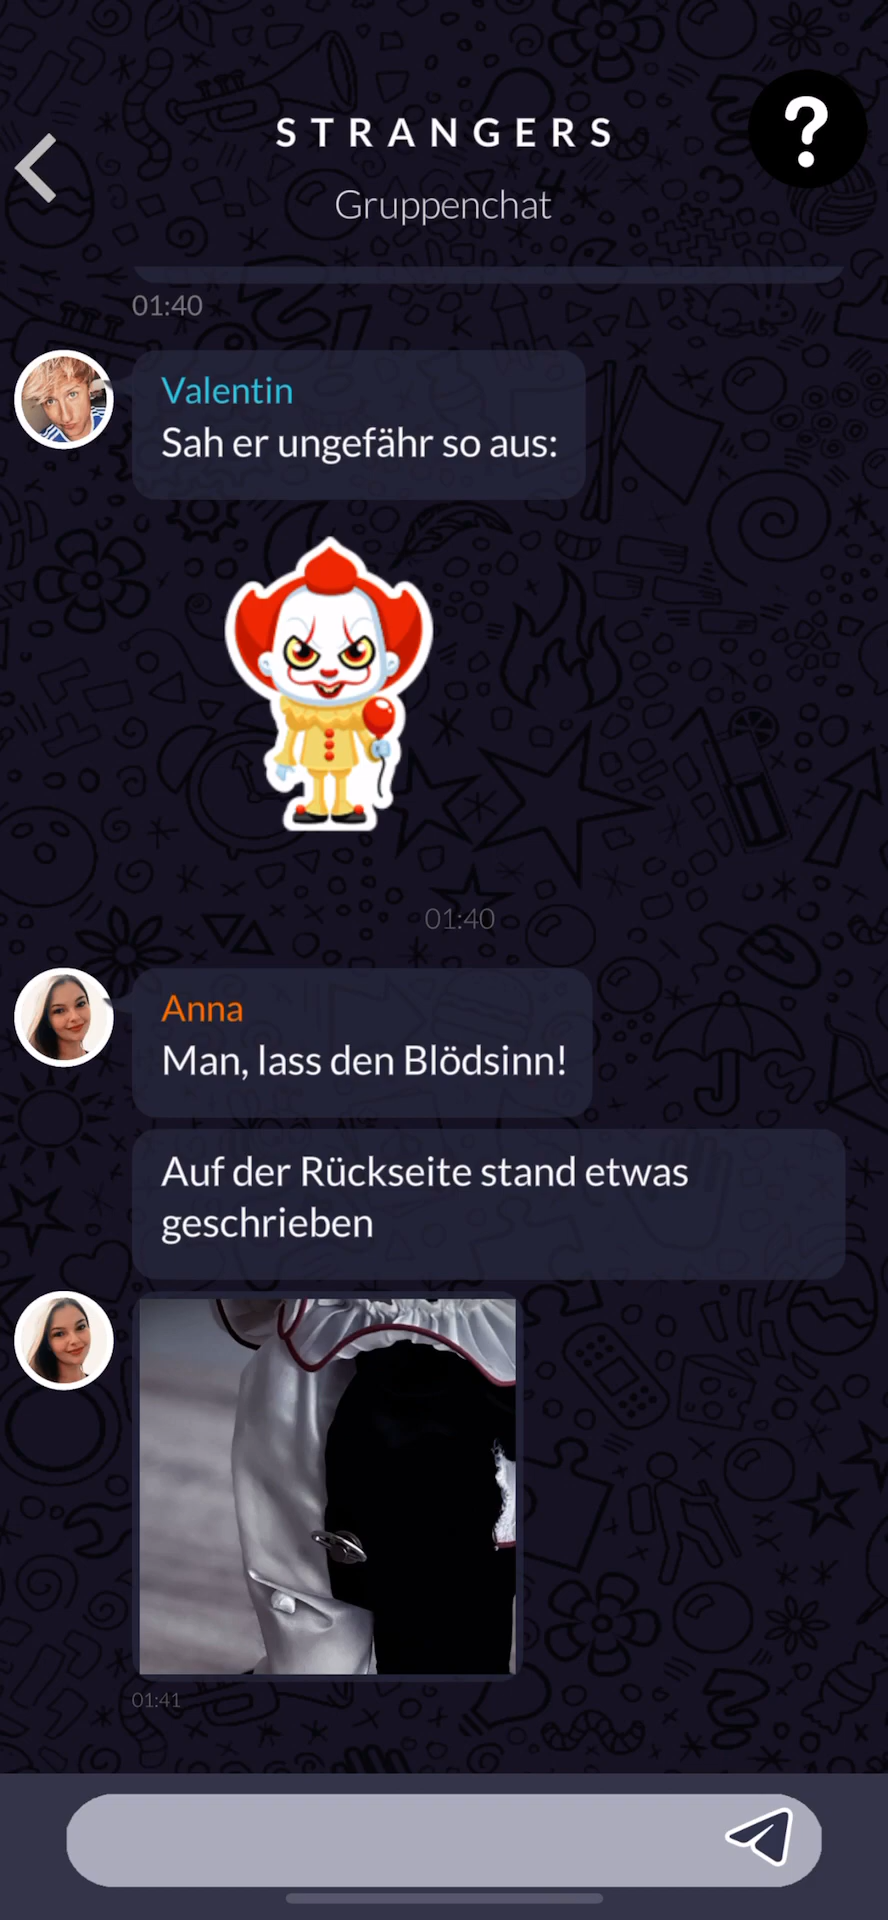 STRANGERS
Gruppenchat
01:40
Valentin
Sah er ungefähr so aus:
01:40
Anna
Man, lass den Blödsinn!
Auf der Rückseite stand etwas
geschrieben
01:41